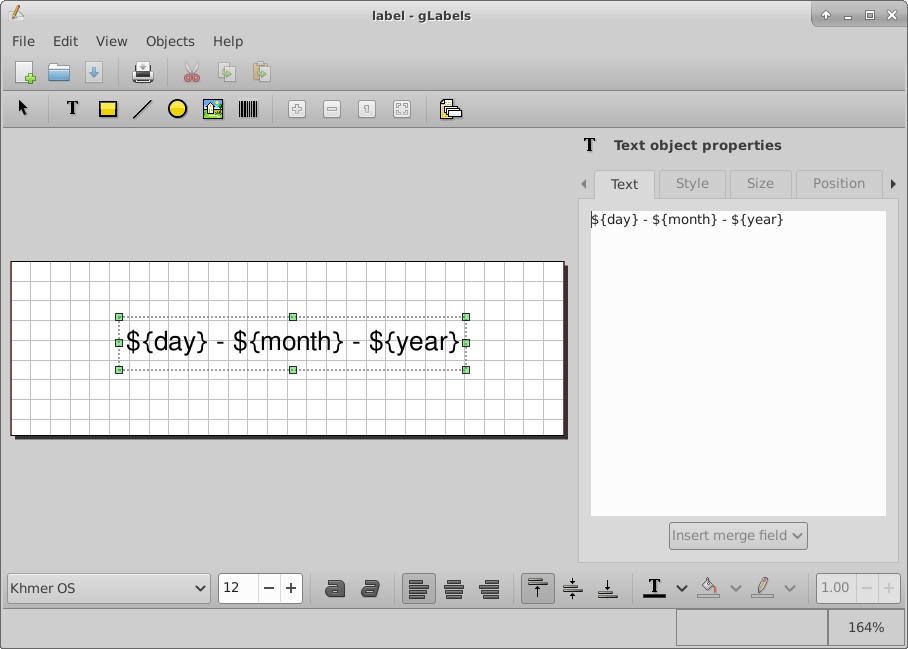 label - gLabels
File Edit View Objects Help
T
Text object properties
Text Style Size Position
${day} - ${month} - ${year}
${day} - ${month} - ${year}
Insert merge field
Khmer OS 12 a a T 1.00
164%